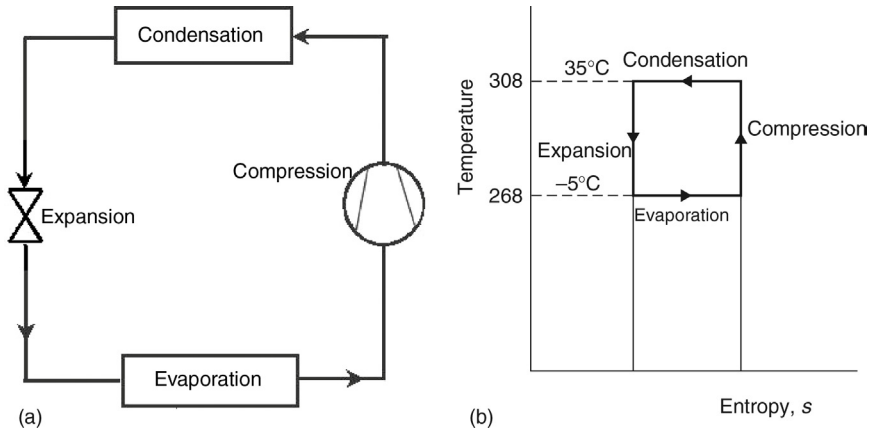 Condensation
Compression
Expansion
Evaporation
(a)
Temperature
308
35°C
Condensation
Compression
Expansion
268
–5°C
Evaporation
Entropy, s
(b)